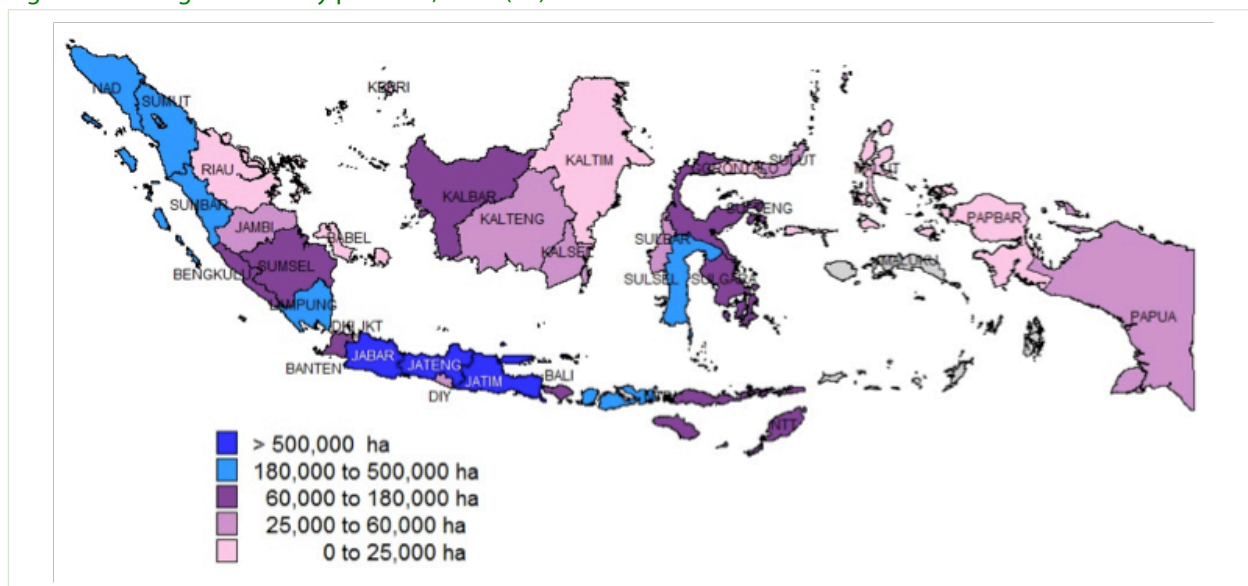 KEPRI
NAD
SUMUT
RIAU
KALTIM
SULUT
GORONTALO
KALBAR
SUMBAR
KALTENG
PAPBAR
JAMBI
BABEL
SULBAR
KALSEL
MALUKU
SUMSEL
BENGKULU
SULSEL
LAMPUNG
PAPUA
DKI JKT
JABAR
BANTEN
JATENG
JATIM
BALI
DIY
NTT
> 500,000 ha
180,000 to 500,000 ha
60,000 to 180,000 ha
25,000 to 60,000 ha
0 to 25,000 ha